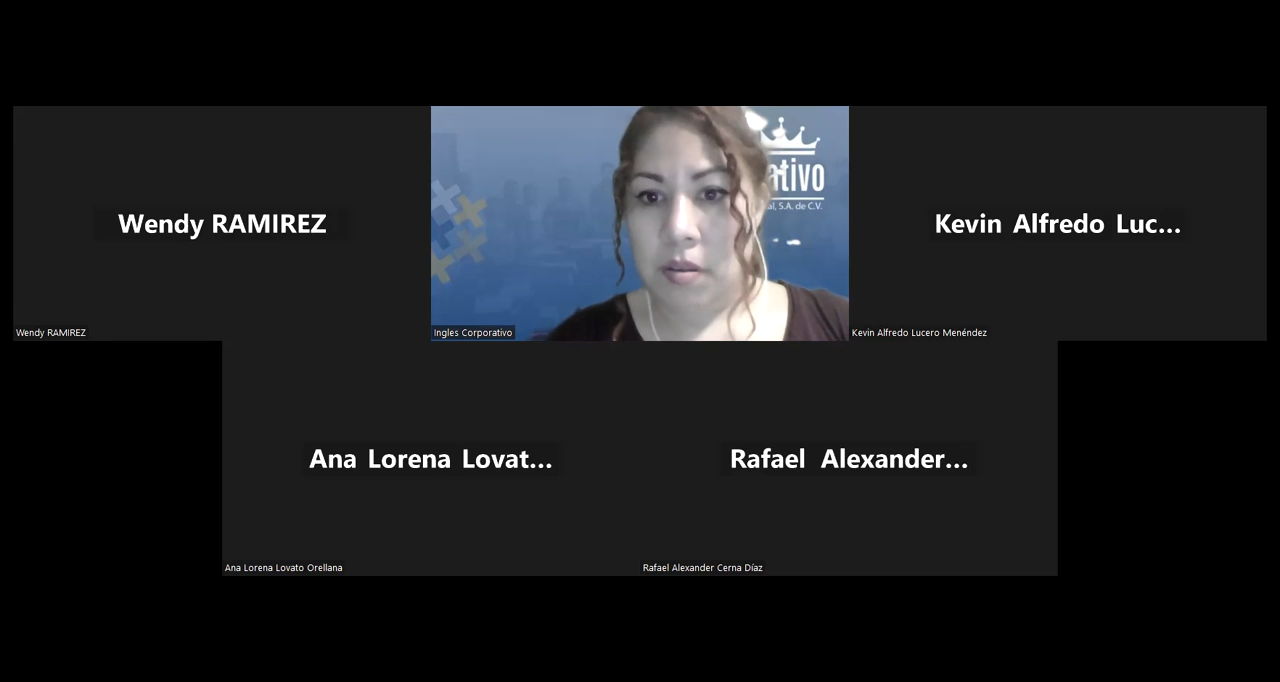 Wendy RAMIREZ
Wendy RAMIREZ
ativo
al, S.A. de C.V.
Ingles Corporativo
Kevin Alfredo Luc...
Kevin Alfredo Lucero Menéndez
Ana Lorena Lovat...
Ana Lorena Lovato Orellana
Rafael Alexander...
Rafael Alexander Cerna Díaz